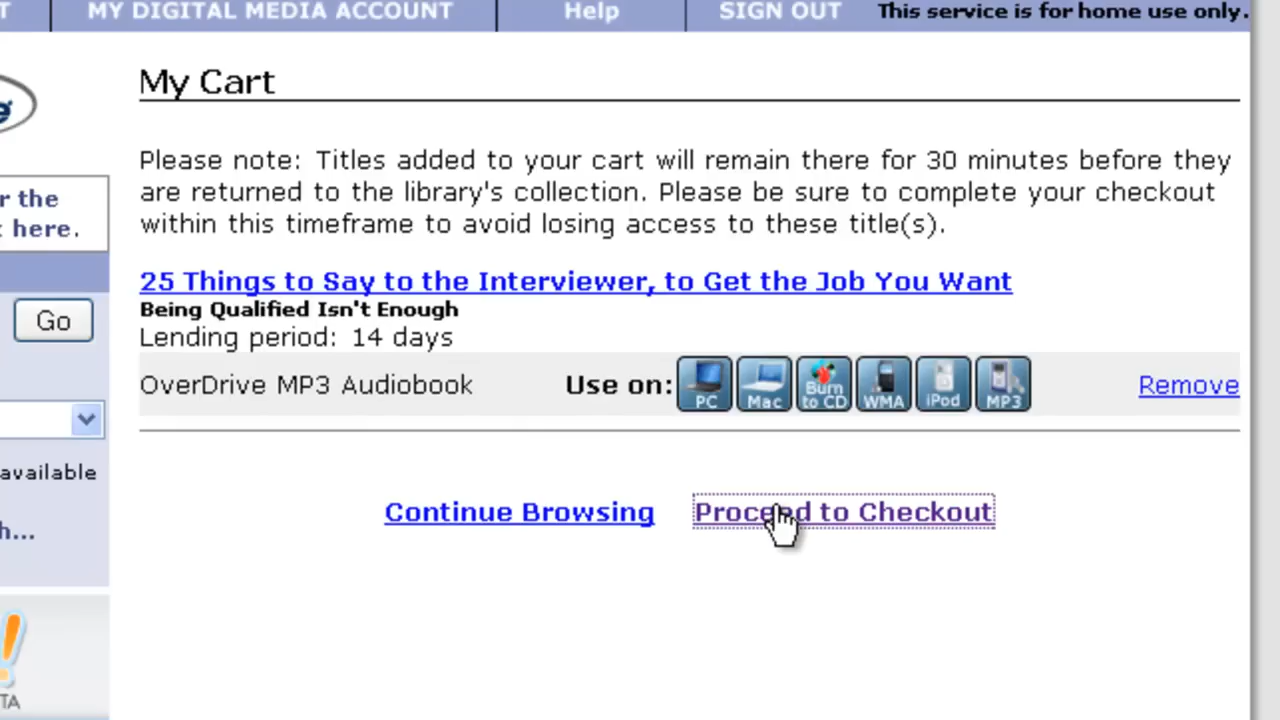 MY DIGITAL MEDIA ACCOUNT Help SIGN OUT This service is for home use only.
My Cart
Please note: Titles added to your cart will remain there for 30 minutes before they
are returned to the library's collection. Please be sure to complete your checkout
within this timeframe to avoid losing access to these title(s).
the
here.
25 Things to Say to the Interviewer, to Get the Job You Want
Being Qualified Isn't Enough
Go
Lending period: 14 days
OverDrive MP3 Audiobook Use on: PC Mac Burn to CD WMA iPod MP3 Remove
available
Continue Browsing Proceed to Checkout